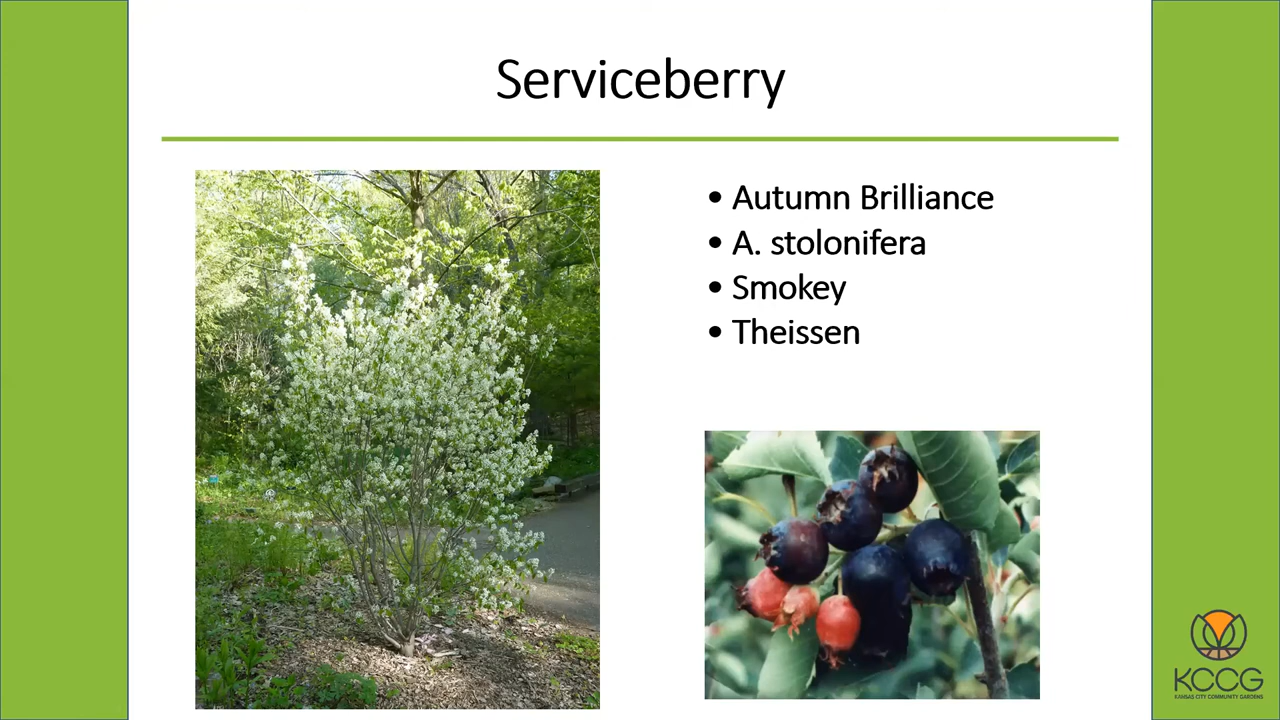 Serviceberry
• Autumn Brilliance
• A. stolonifera
• Smokey
• Theissen
KCCG
KANSAS CITY COMMUNITY GARDENS